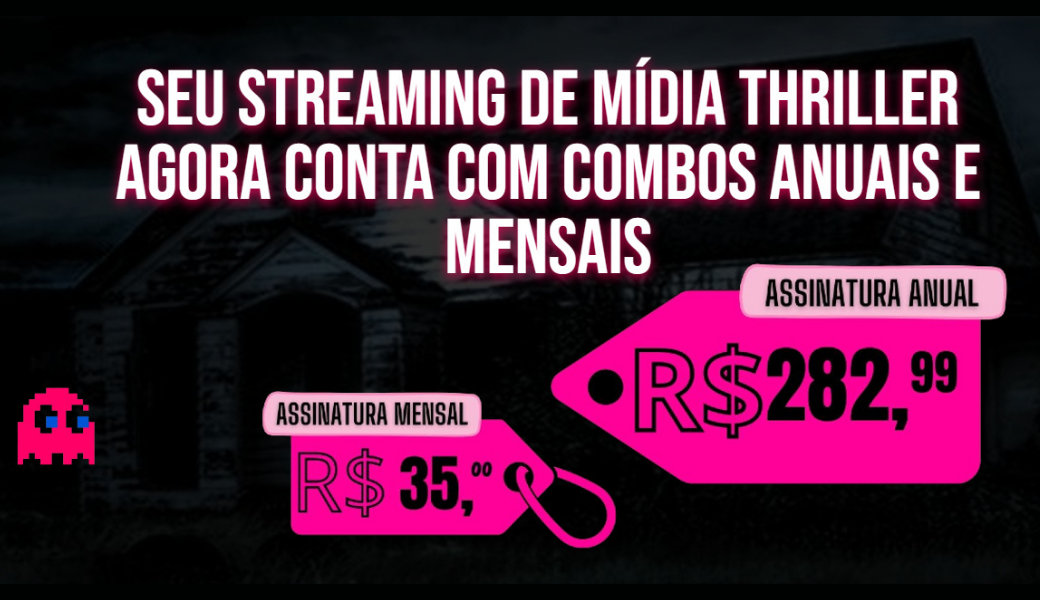 SEU STREAMING DE MÍDIA THRILLER
AGORA CONTA COM COMBOS ANUAIS E
MENSAIS
ASSINATURA ANUAL
R$282,99
ASSINATURA MENSAL
R$ 35,00